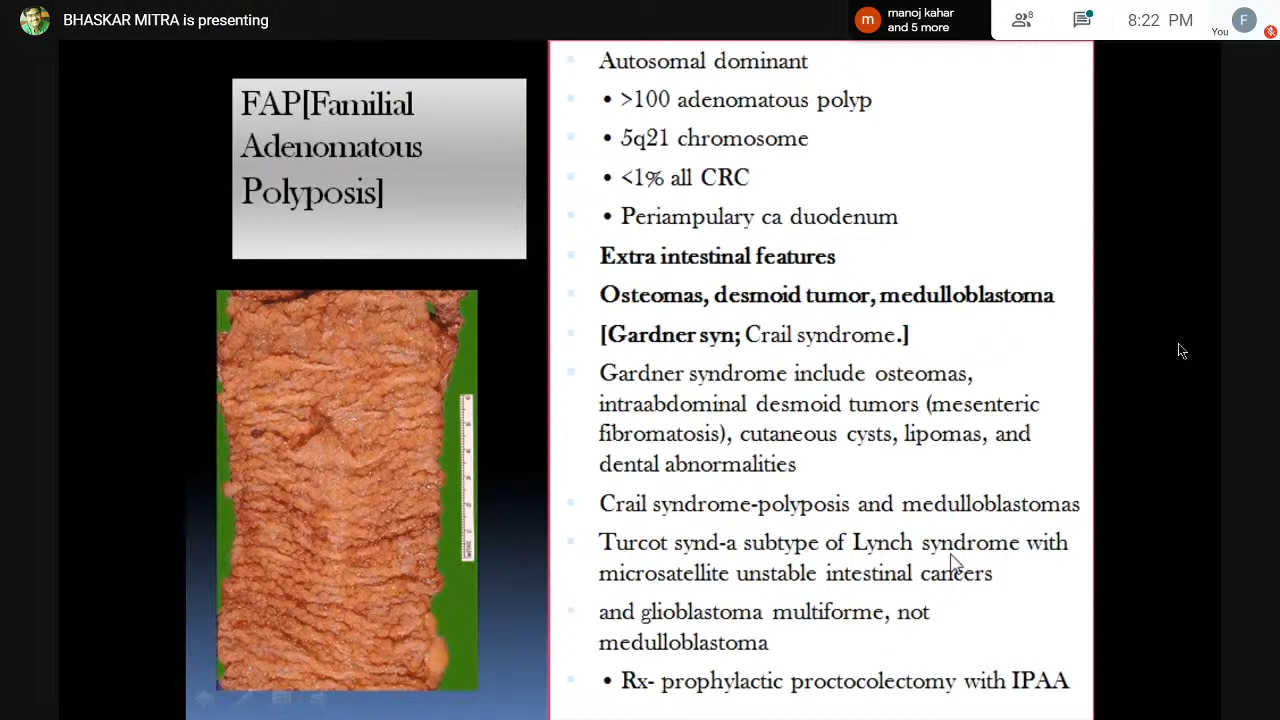 BHASKAR MITRA is presenting
m
manoj kahar
and 5 more
8
8:22 PM
You
F
FAP[Familial
Adenomatous
Polyposis]
Autosomal dominant
• >100 adenomatous polyp
• 5q21 chromosome
• <1% all CRC
• Periampulary ca duodenum
Extra intestinal features
Osteomas, desmoid tumor, medulloblastoma
[Gardner syn; Crail syndrome.]
Gardner syndrome include osteomas,
intraabdominal desmoid tumors (mesenteric
fibromatosis), cutaneous cysts, lipomas, and
dental abnormalities
Crail syndrome-polyposis and medulloblastomas
Turcot synd-a subtype of Lynch syndrome with
microsatellite unstable intestinal cancers
and glioblastoma multiforme, not
medulloblastoma
• Rx- prophylactic proctocolectomy with IPAA